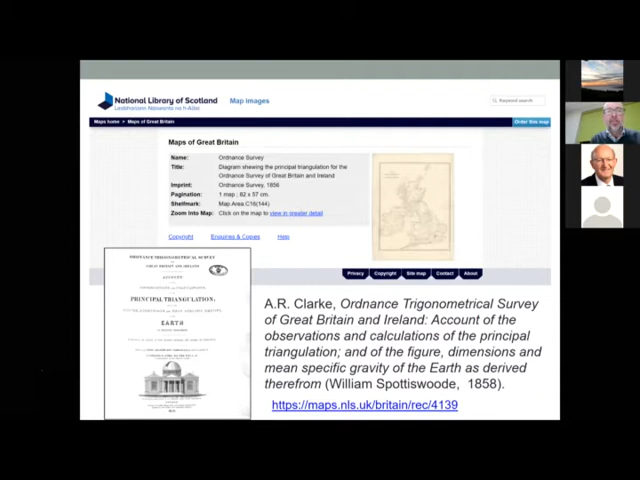 National Library of Scotland
Leabharlann Nàiseanta na h-Alba
Map images
Keyword search
Maps home > Maps of Great Britain
Order Site map
Maps of Great Britain
Name: Ordnance Survey
Title: Diagram shewing the principal triangulation for the
Ordnance Survey of Great Britain and Ireland
Imprint: Ordnance Survey, 1856
Pagination: 1 map ; 82 x 57 cm.
Shelfmark: Map Area C16(144)
Zoom into Map: Click on the map to view in greater detail
Copyright Enquiries & Copies Help
Privacy Copyright Site map Contact About
ORDNANCE TRIGONOMETRICAL SURVEY
GREAT BRITAIN AND IRELAND
ACCOUNT
PRINCIPAL TRIANGULATION,
EARTH
A.R. Clarke, Ordnance Trigonometrical Survey
of Great Britain and Ireland: Account of the
observations and calculations of the principal
triangulation; and of the figure, dimensions and
mean specific gravity of the Earth as derived
therefrom (William Spottiswoode, 1858).
https://maps.nls.uk/britain/rec/4139